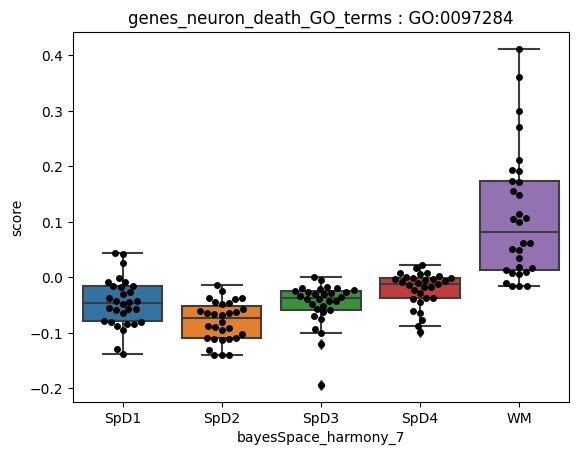 genes_neuron_death_GO_terms : GO:0097284
0.4
0.3
0.2
score
0.1
0.0
−0.1
−0.2
SpD1 SpD2 SpD3 SpD4 WM
bayesSpace_harmony_7